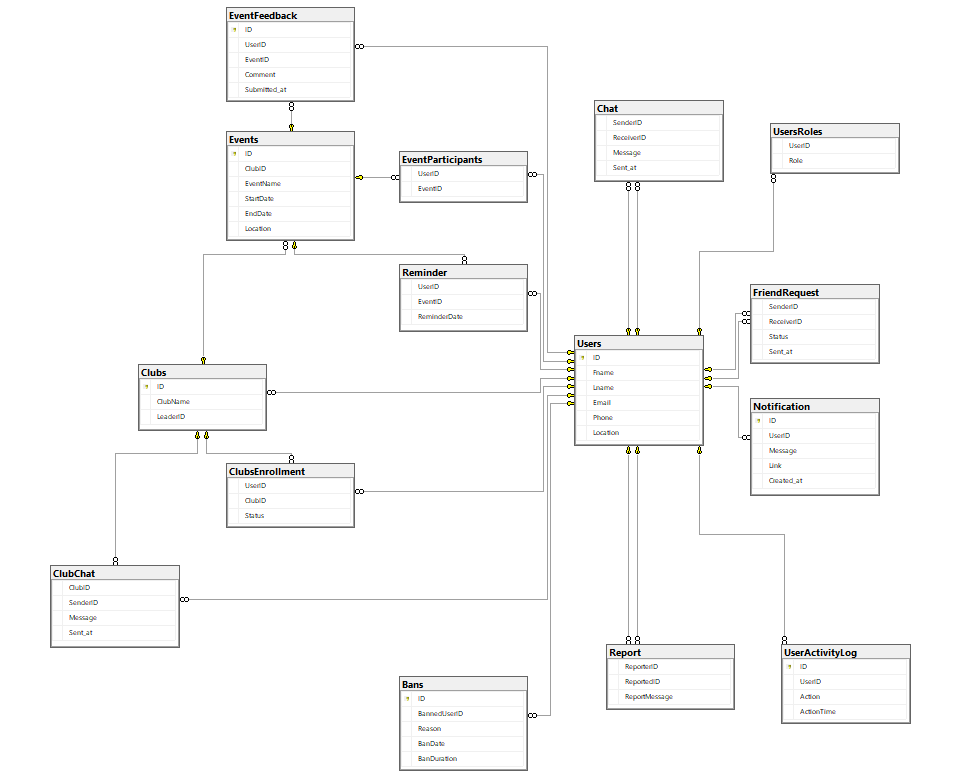 EventFeedback
ID
UserID
EventID
Comment
Submitted_at
Events
ID
ClubID
EventName
StartDate
EndDate
Location
EventParticipants
UserID
EventID
Chat
SenderID
ReceiverID
Message
Sent_at
UsersRoles
UserID
Role
Reminder
UserID
EventID
ReminderDate
FriendRequest
SenderID
ReceiverID
Status
Sent_at
Users
ID
Fname
Lname
Email
Phone
Location
Clubs
ID
ClubName
LeaderID
Notification
ID
UserID
Message
Link
Created_at
ClubsEnrollment
UserID
ClubID
Status
ClubChat
ClubID
SenderID
Message
Sent_at
Report
ReporterID
ReportedID
ReportMessage
UserActivityLog
ID
UserID
Action
ActionTime
Bans
ID
BannedUserID
Reason
BanDate
BanDuration